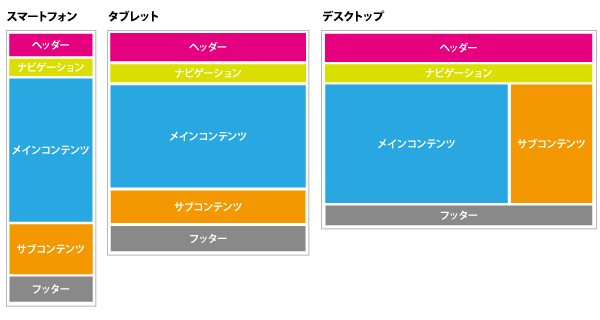 スマートフォン
ヘッダー
ナビゲーション
メインコンテンツ
サブコンテンツ
フッター
タブレット
ヘッダー
ナビゲーション
メインコンテンツ
サブコンテンツ
フッター
デスクトップ
ヘッダー
ナビゲーション
メインコンテンツ
サブコンテンツ
フッター